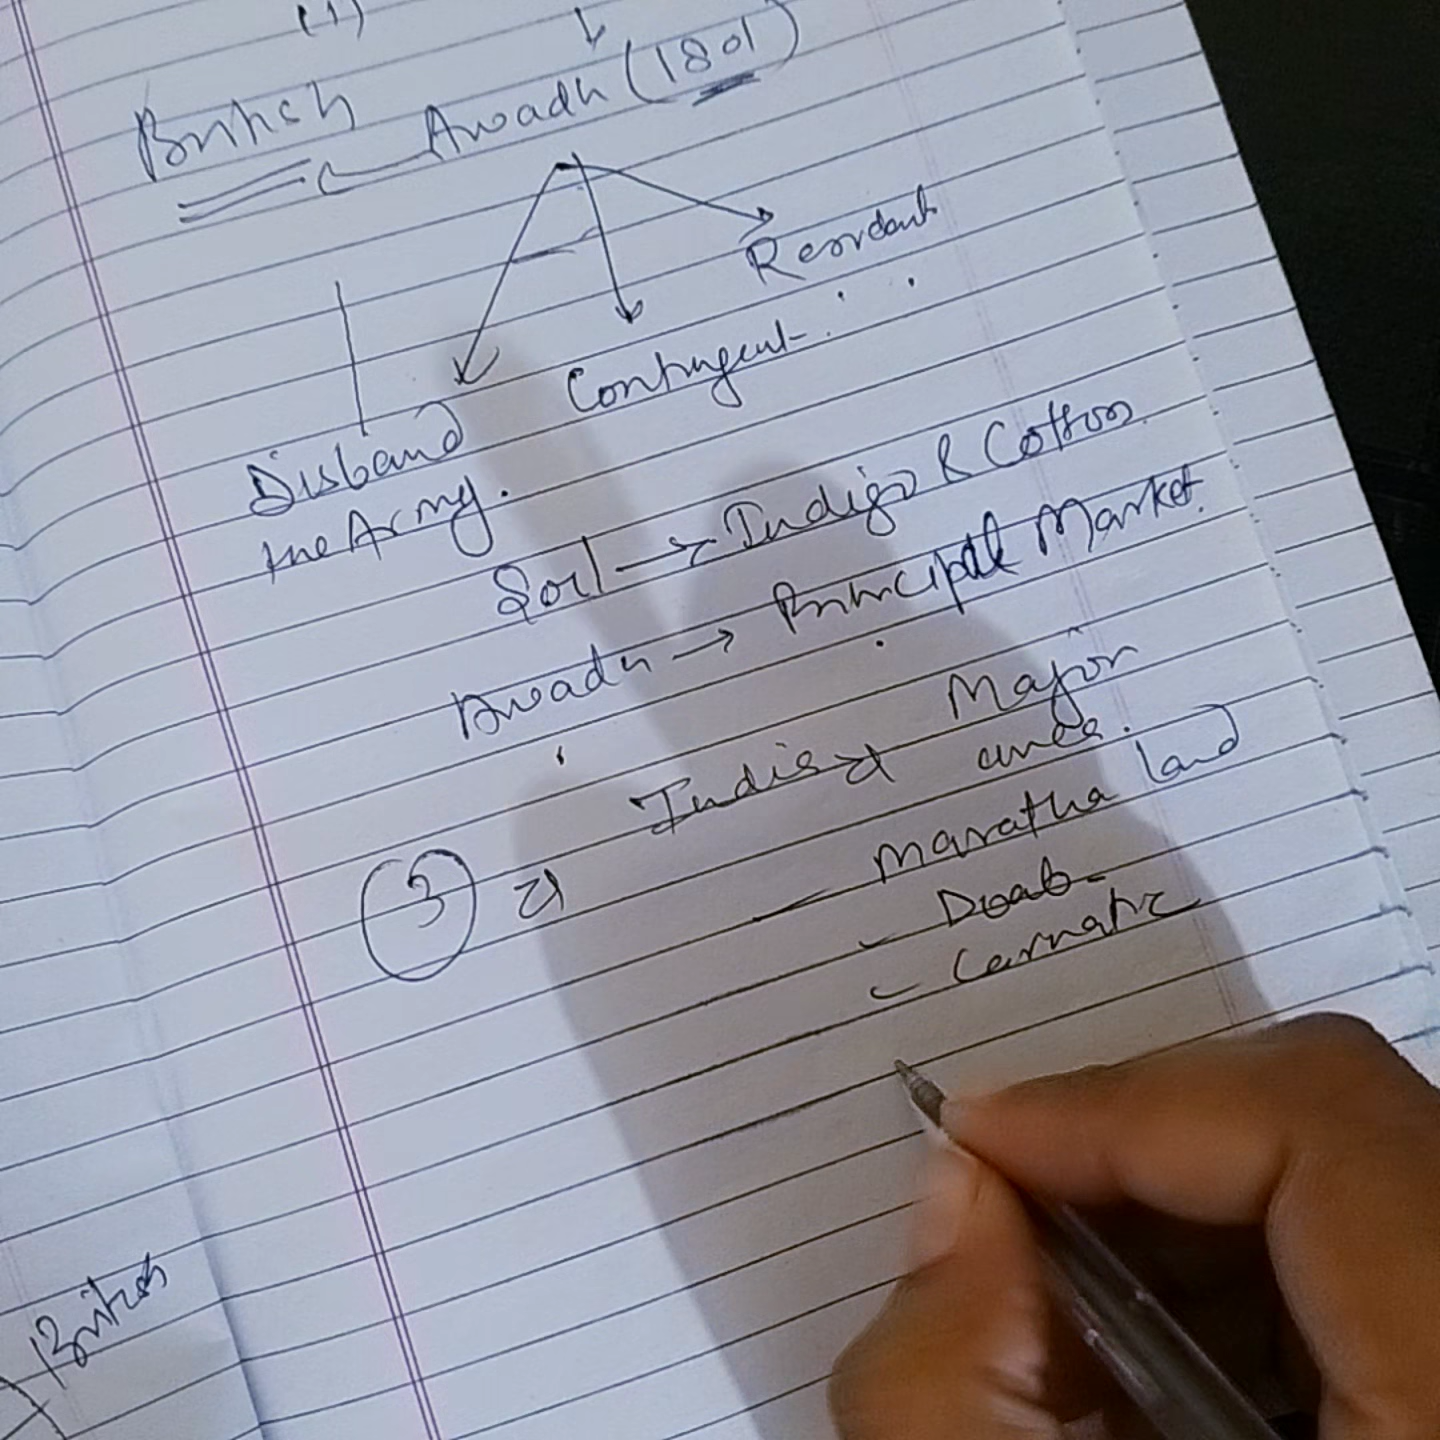 (1)
British Awadh (1801)
Resident
Contingent.
Disband
the Army.
Soil → Indigo & Cotton
Awadh → Principal Market.
India → Major
area.
3 →
Maratha land
Doab
Carnatic
British